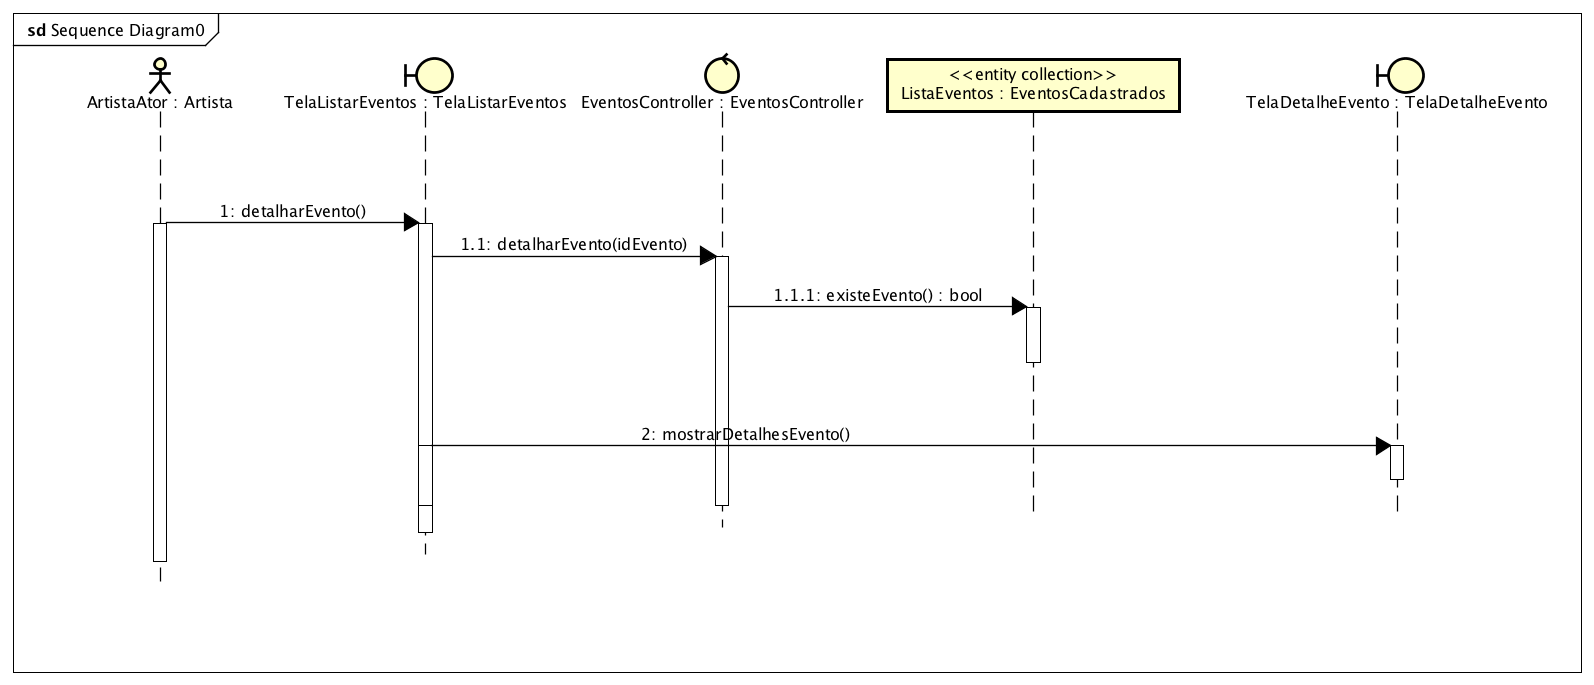 sd Sequence Diagram0
ArtistaAtor : Artista
TelaListarEventos : TelaListarEventos
EventosController : EventosController
<<entity collection>>
ListaEventos : EventosCadastrados
TelaDetalheEvento : TelaDetalheEvento
1: detalharEvento()
1.1: detalharEvento(idEvento)
1.1.1: existeEvento() : bool
2: mostrarDetalhesEvento()